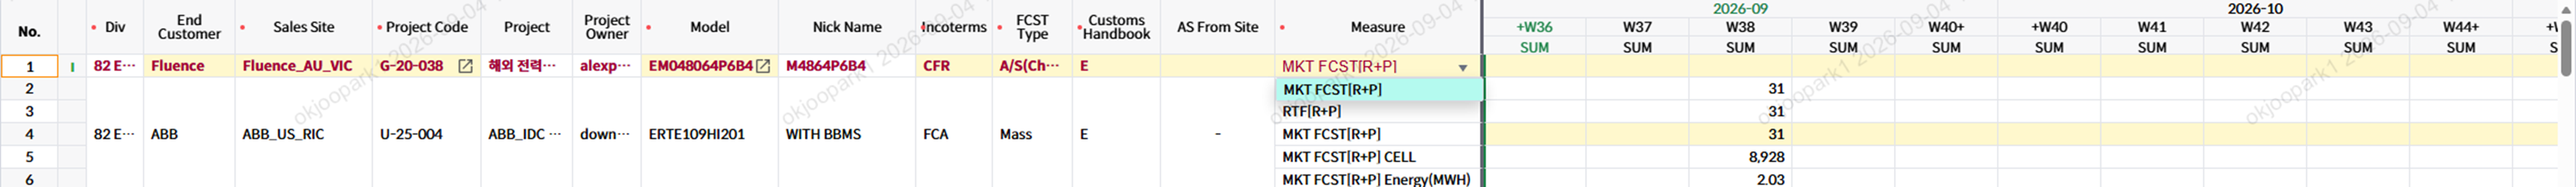 2026-09 2026-10
No. Div End Customer Sales Site Project Code Project Project Owner Model Nick Name Incoterms FCST Type Customs Handbook AS From Site Measure +W36 W37 W38 W39 W40+ +W40 W41 W42 W43 W44+
SUM SUM SUM SUM SUM SUM SUM SUM SUM SUM
1 I 82 E··· Fluence Fluence_AU_VIC G-20-038 해외 전력··· alexp··· EM048064P6B4 M4864P6B4 CFR A/S(Ch··· E MKT FCST[R+P]
2 MKT FCST[R+P] 31
3 RTF[R+P] 31
4 82 E··· ABB ABB_US_RIC U-25-004 ABB_IDC ··· down··· ERTE109HI201 WITH BBMS FCA Mass E - MKT FCST[R+P] 31
5 MKT FCST[R+P] CELL 8,928
6 MKT FCST[R+P] Energy(MWH) 2.03
okjoopark1 2026-09-04